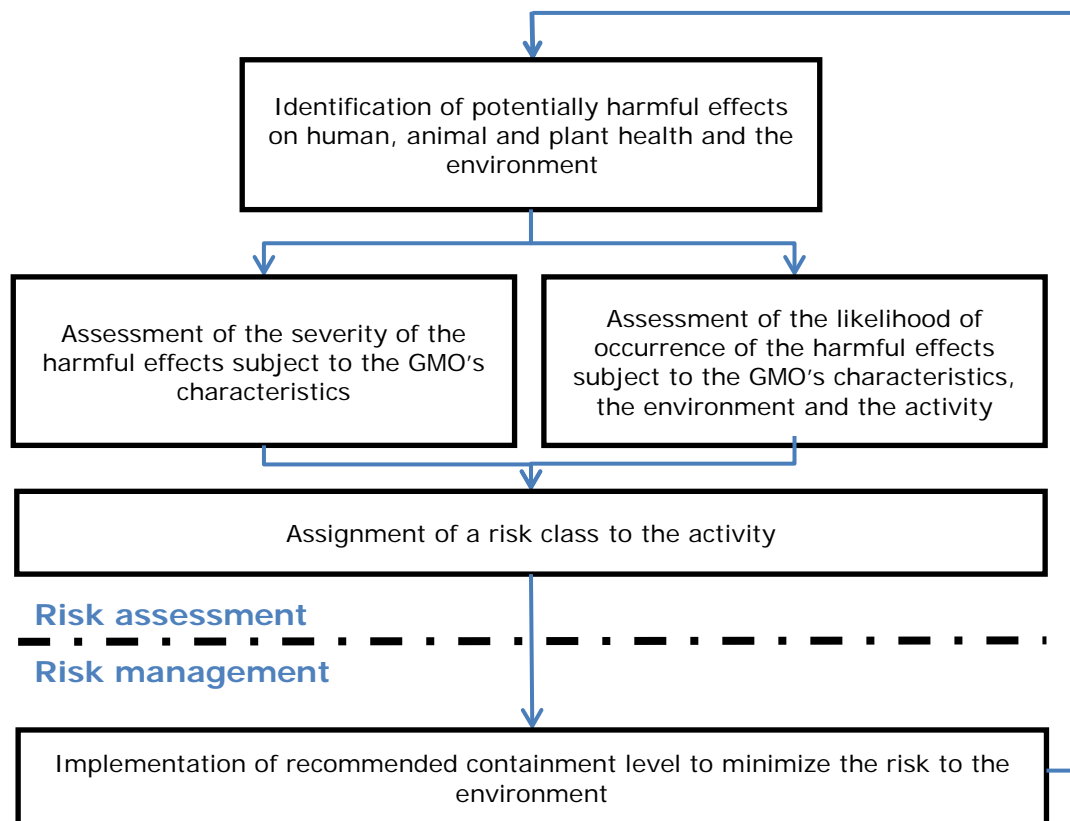 Identification of potentially harmful effects
on human, animal and plant health and the
environment
Assessment of the severity of the
harmful effects subject to the GMO's
characteristics
Assessment of the likelihood of
occurrence of the harmful effects
subject to the GMO's characteristics,
the environment and the activity
Assignment of a risk class to the activity
Risk assessment
Risk management
Implementation of recommended containment level to minimize the risk to the
environment